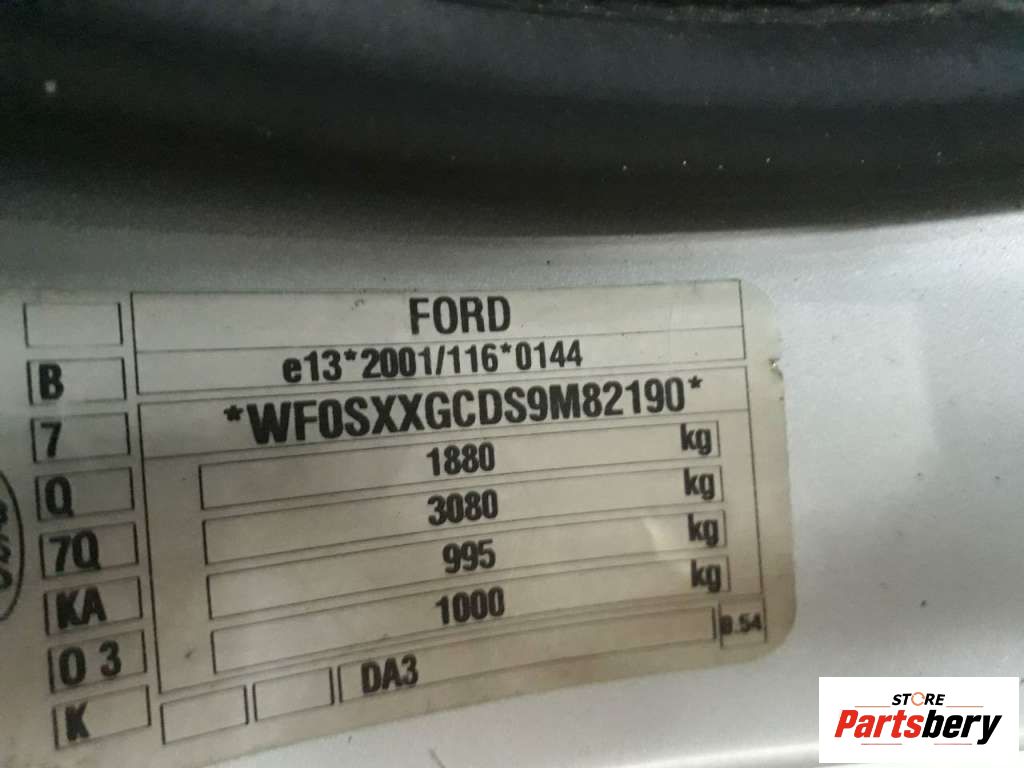 FORD
B e13*2001/116*0144
7 *WF0SXXGCDS9M82190*
Q 1880 kg
7Q 3080 kg
KA 995 kg
O 3 1000 kg
K DA3 8.54
STORE
Partsbery